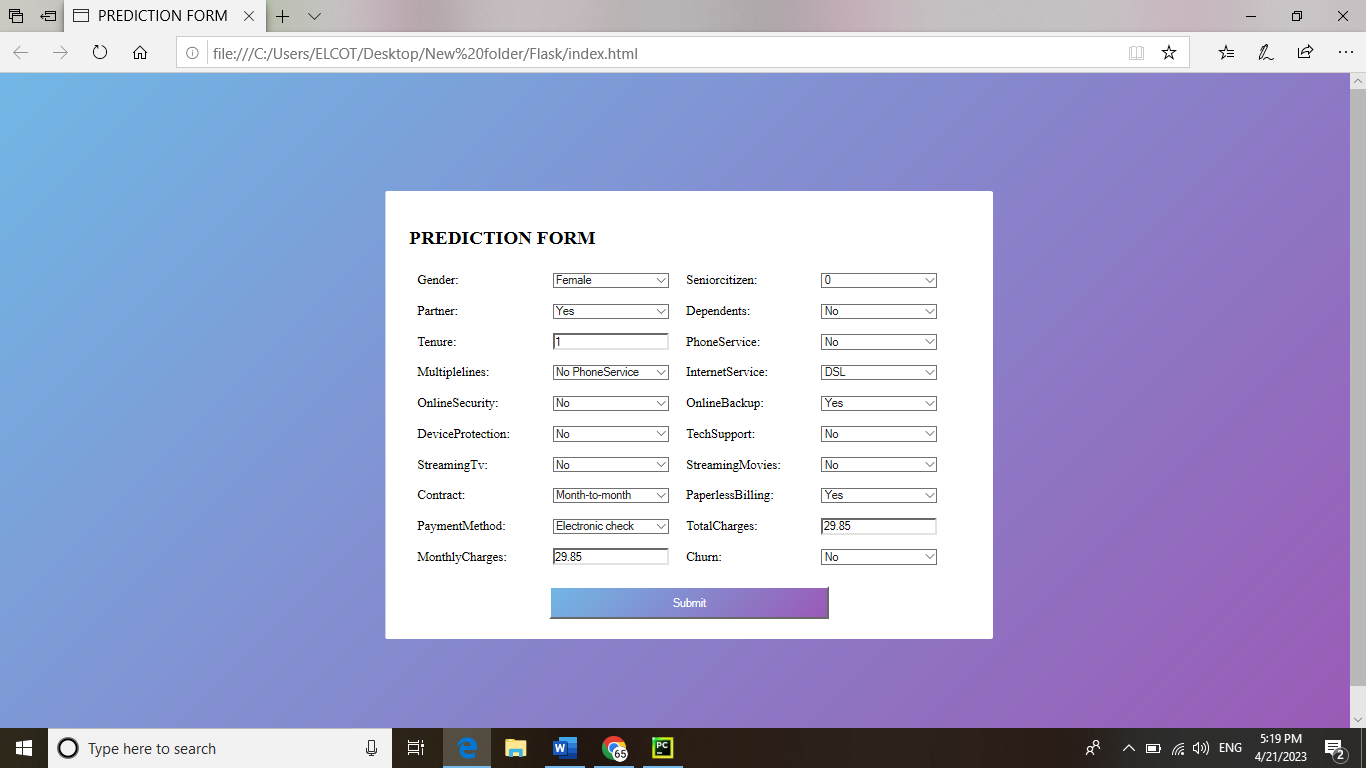 PREDICTION FORM
file:///C:/Users/ELCOT/Desktop/New%20folder/Flask/index.html
PREDICTION FORM
Gender: Female Seniorcitizen: 0
Partner: Yes Dependents: No
Tenure: 1 PhoneService: No
Multiplelines: No PhoneService InternetService: DSL
OnlineSecurity: No OnlineBackup: Yes
DeviceProtection: No TechSupport: No
StreamingTv: No StreamingMovies: No
Contract: Month-to-month PaperlessBilling: Yes
PaymentMethod: Electronic check TotalCharges: 29.85
MonthlyCharges: 29.85 Churn: No
Submit
Type here to search
W
65
PC
ENG
5:19 PM
4/21/2023
2